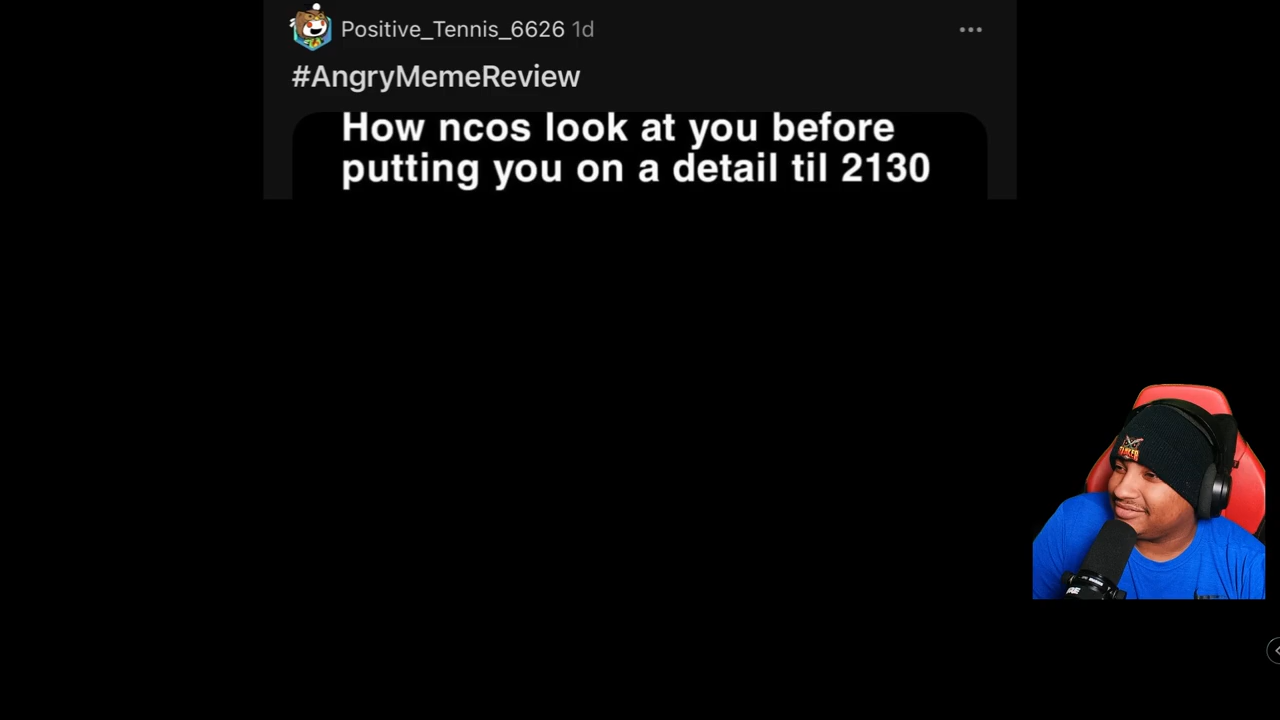 Positive_Tennis_6626 1d
#AngryMemeReview
How ncos look at you before
putting you on a detail til 2130